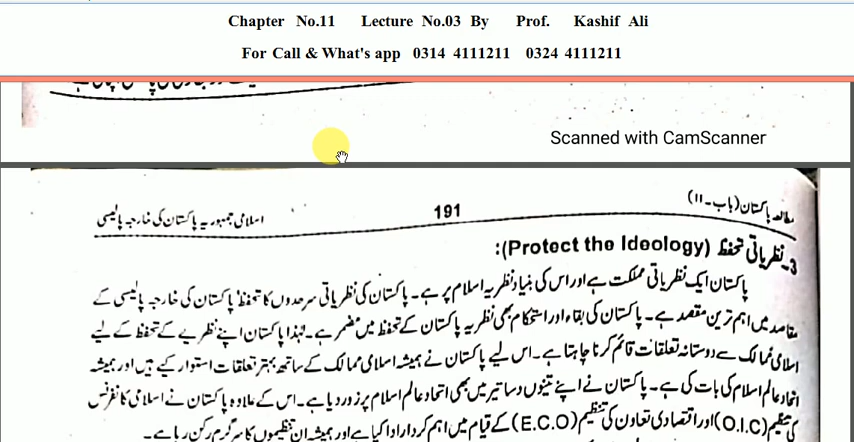 Chapter No.11 Lecture No.03 By Prof. Kashif Ali
For Call & What's app 0314 4111211 0324 4111211
Scanned with CamScanner
مطالعہ پاکستان (باب۔11) 191 اسلامی جمہوریہ پاکستان کی خارجہ پالیسی
3۔ نظریاتی تحفظ (Protect the Ideology):
پاکستان ایک نظریاتی مملکت ہے اور اس کی بنیاد نظریہ اسلام پر ہے۔ پاکستان کی نظریاتی سرحدوں کا تحفظ پاکستان کی خارجہ پالیسی کے
مقاصد میں اہم ترین مقصد ہے۔ پاکستان کی بقاء اور استحکام بھی نظریہ پاکستان کے تحفظ میں مضمر ہے۔ لہٰذا پاکستان اپنے نظریے کے تحفظ کے لیے
اسلامی ممالک سے دوستانہ تعلقات قائم کرنا چاہتا ہے۔ اس لیے پاکستان نے ہمیشہ اسلامی ممالک کے ساتھ بہتر تعلقات استوار کیے ہیں اور ہمیشہ
اتحاد عالم اسلام کی بات کی ہے۔ پاکستان نے اپنے تینوں دساتیر میں بھی اتحاد عالم اسلام پر زور دیا ہے۔ اس کے علاوہ پاکستان نے اسلامی کانفرنس
کی تنظیم (O.I.C) اور اقتصادی تعاون کی تنظیم (E.C.O) کے قیام میں اہم کردار ادا کیا ہے اور ہمیشہ ان تنظیموں کا سرگرم رکن رہا ہے۔